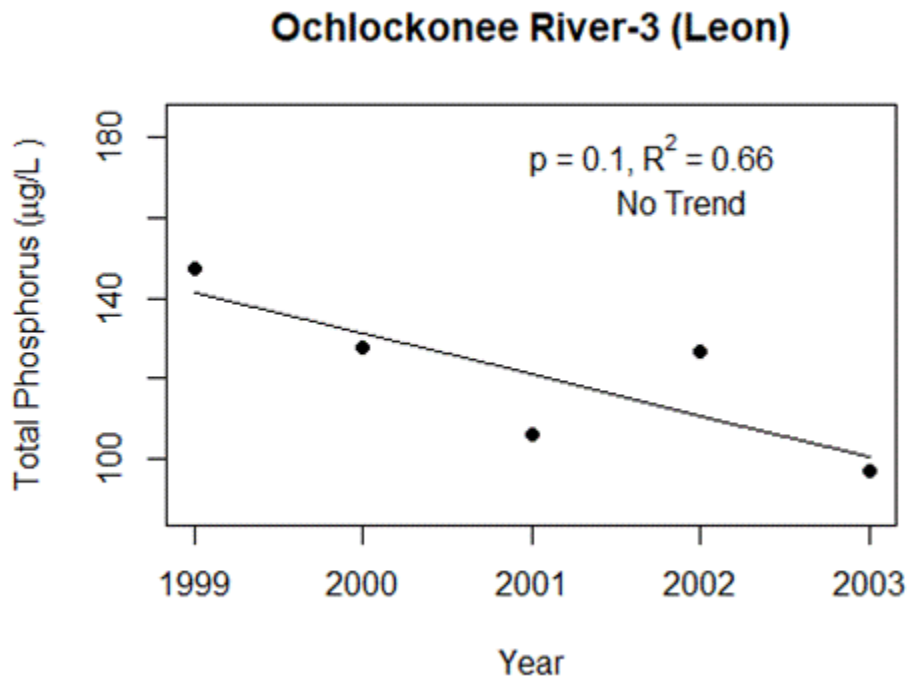 Ochlockonee River-3 (Leon)
p = 0.1, R² = 0.66
No Trend
Total Phosphorus (µg/L )
180
140
100
1999 2000 2001 2002 2003
Year